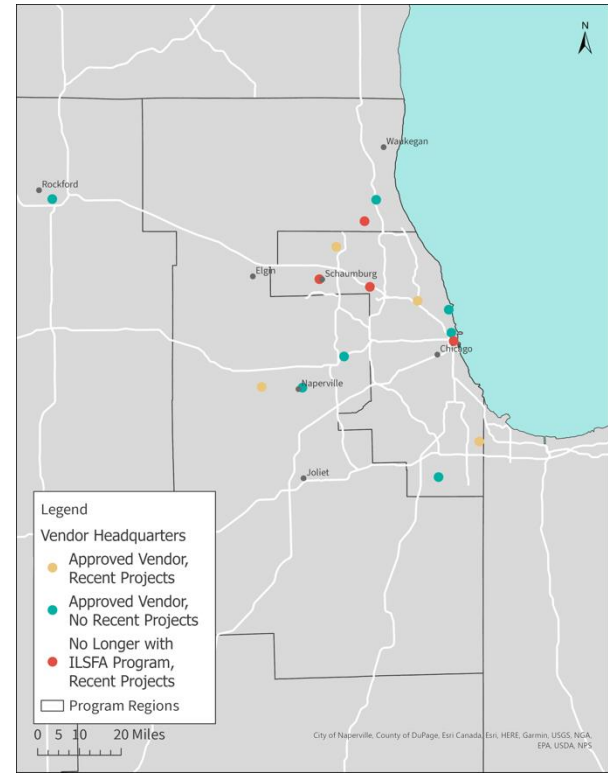 N
Waukegan
Rockford
Elgin
Schaumburg
Chicago
Naperville
Joliet
Legend
Vendor Headquarters
Approved Vendor,
Recent Projects
Approved Vendor,
No Recent Projects
No Longer with
ILSFA Program,
Recent Projects
Program Regions
0 5 10 20 Miles
City of Naperville, County of DuPage, Esri Canada, Esri, HERE, Garmin, USGS, NGA,
EPA, USDA, NPS